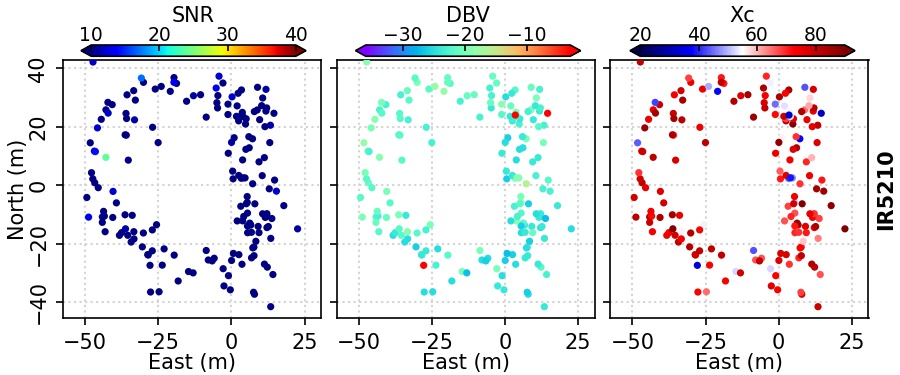 SNR DBV Xc
10 20 30 40 −30 −20 −10 20 40 60 80
North (m)
40
20
0
−20
−40
IR5210
−50 −25 0 25 −50 −25 0 25 −50 −25 0 25
East (m) East (m) East (m)